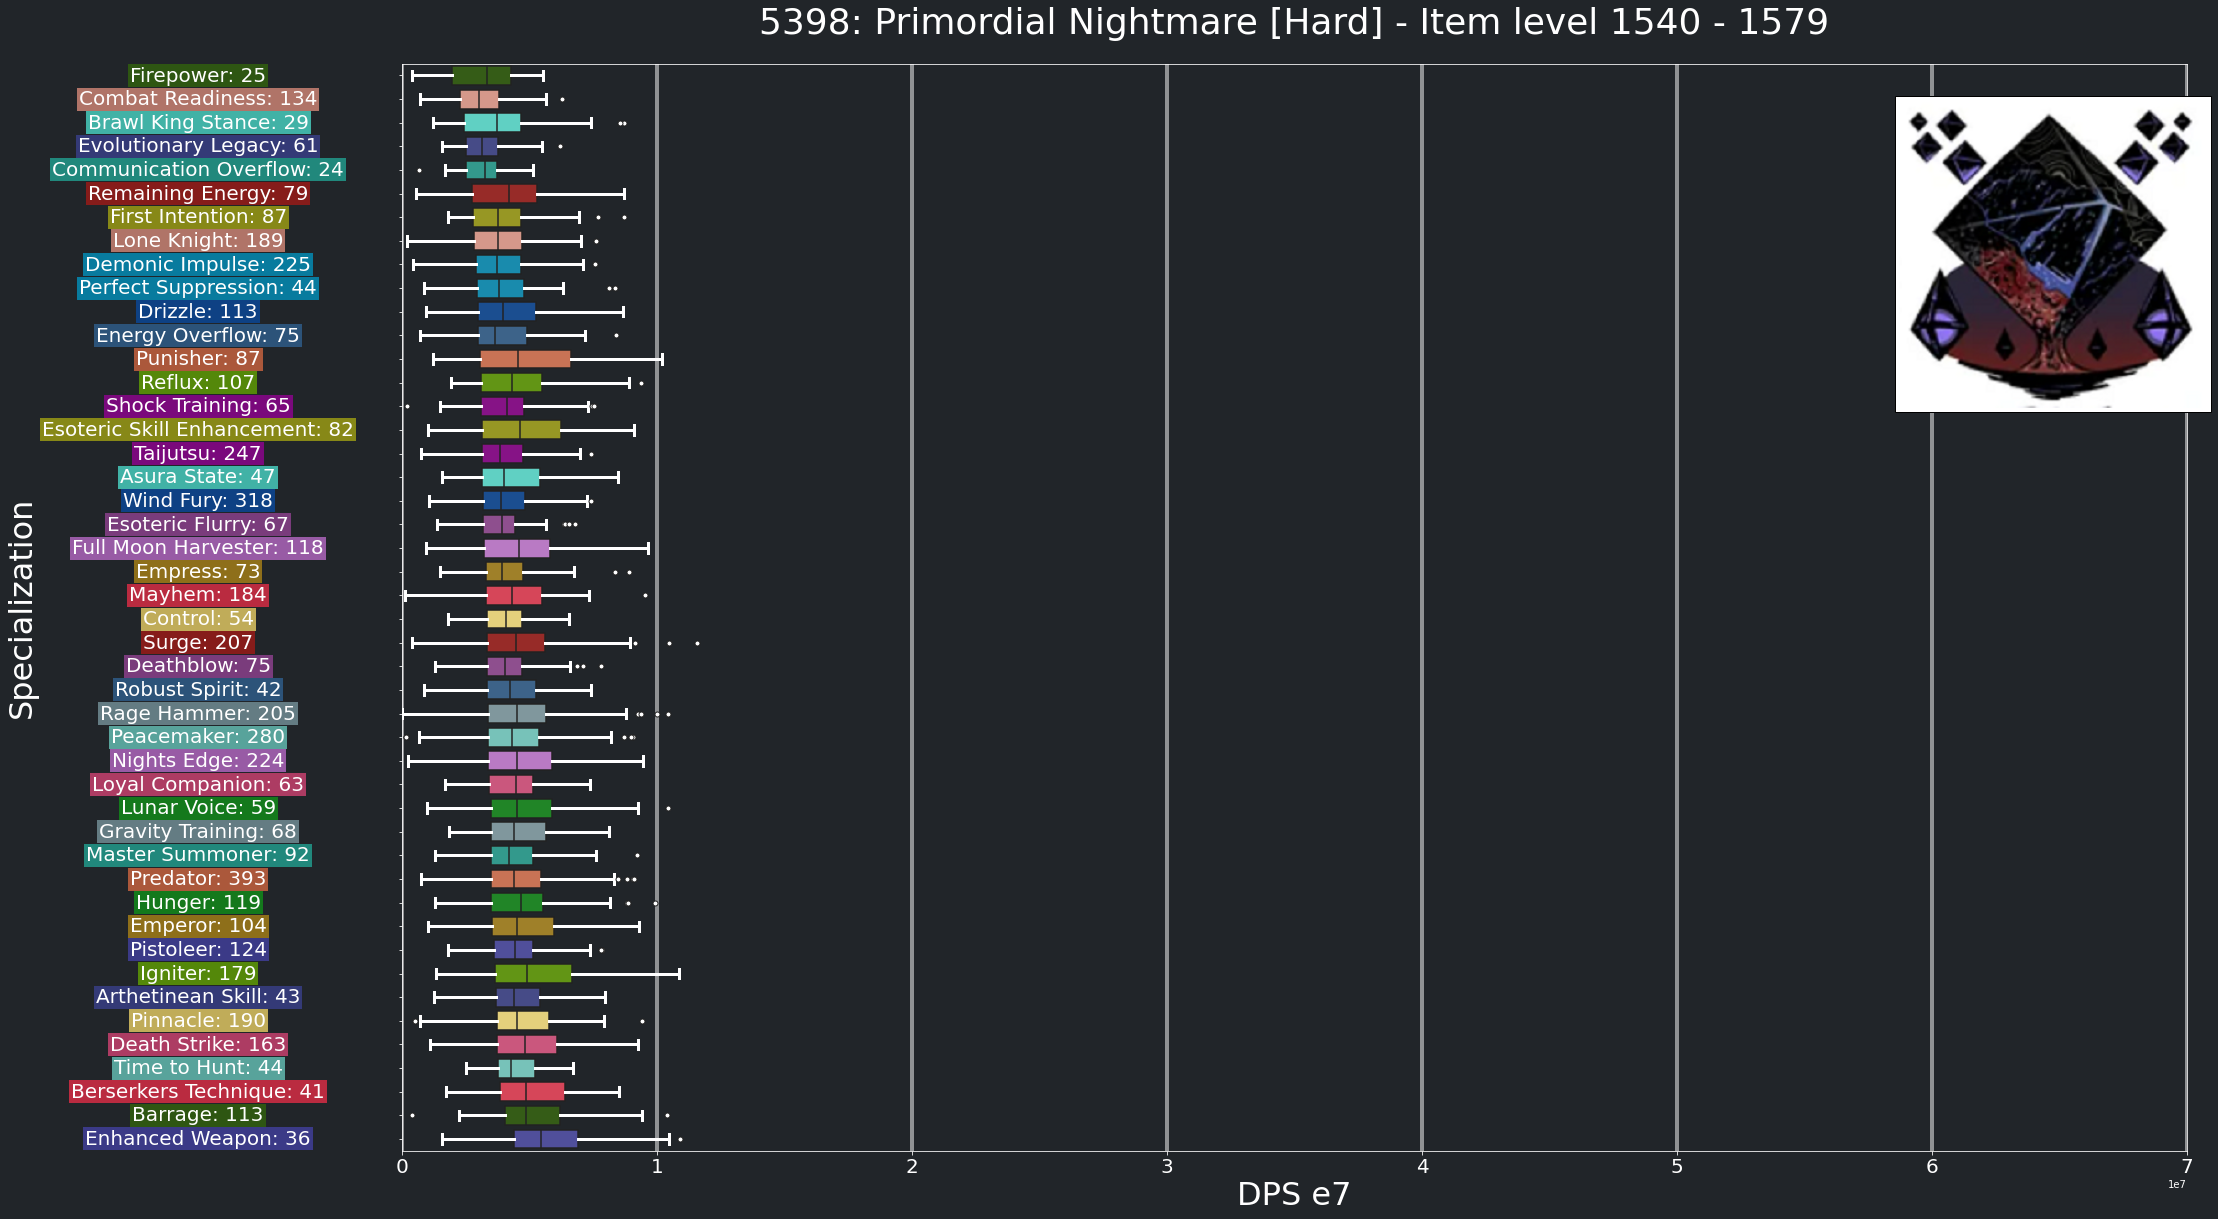 5398: Primordial Nightmare [Hard] - Item level 1540 - 1579
Firepower: 25
Combat Readiness: 134
Brawl King Stance: 29
Evolutionary Legacy: 61
Communication Overflow: 24
Remaining Energy: 79
First Intention: 87
Lone Knight: 189
Demonic Impulse: 225
Perfect Suppression: 44
Drizzle: 113
Energy Overflow: 75
Punisher: 87
Reflux: 107
Shock Training: 65
Esoteric Skill Enhancement: 82
Taijutsu: 247
Asura State: 47
Wind Fury: 318
Esoteric Flurry: 67
Full Moon Harvester: 118
Empress: 73
Mayhem: 184
Control: 54
Surge: 207
Deathblow: 75
Robust Spirit: 42
Rage Hammer: 205
Peacemaker: 280
Nights Edge: 224
Loyal Companion: 63
Lunar Voice: 59
Gravity Training: 68
Master Summoner: 92
Predator: 393
Hunger: 119
Emperor: 104
Pistoleer: 124
Igniter: 179
Arthetinean Skill: 43
Pinnacle: 190
Death Strike: 163
Time to Hunt: 44
Berserkers Technique: 41
Barrage: 113
Enhanced Weapon: 36
Specialization
0 1 2 3 4 5 6 7
1e7
DPS e7